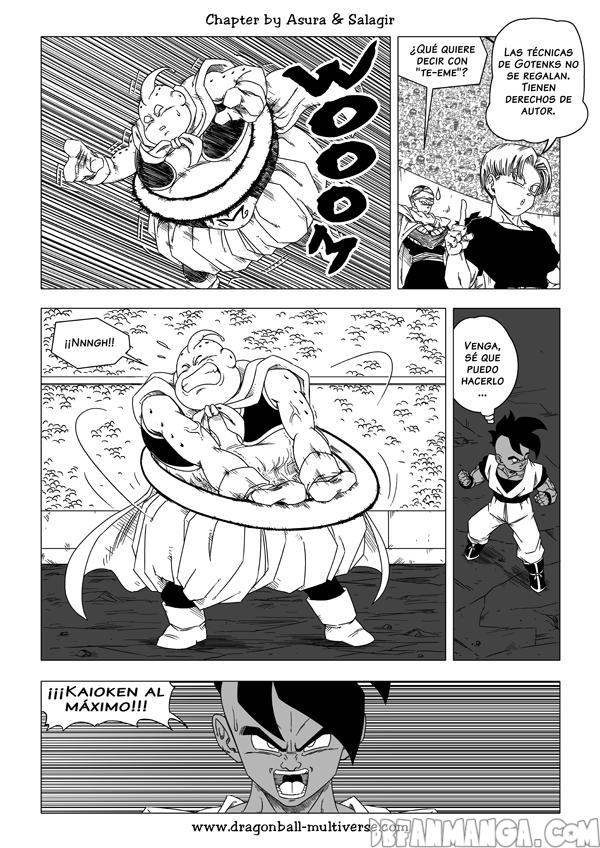 Chapter by Asura & Salagir
WOOOM
¿Qué quiere
decir con
"te-eme"?
Las técnicas
de Gotenks no
se regalan.
Tienen
derechos de
autor.
¡¡Nnngh!!
Venga,
sé que
puedo
hacerlo
...
¡¡¡Kaioken al
máximo!!!
www.dragonball-multiverse.com
DBFANMANGA.COM